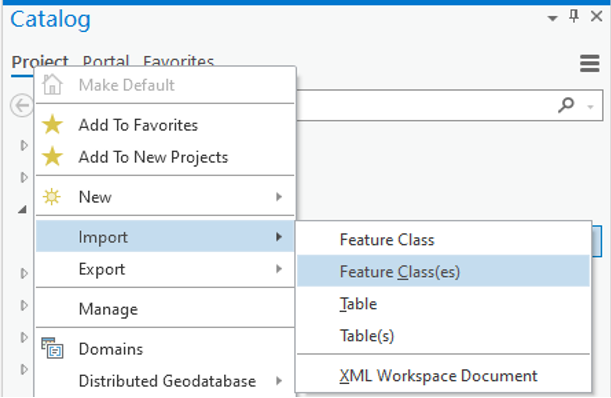 Catalog
Project Portal Favorites
Make Default
Add To Favorites
Add To New Projects
New
Import
Export
Manage
Domains
Distributed Geodatabase
Feature Class
Feature Class(es)
Table
Table(s)
XML Workspace Document